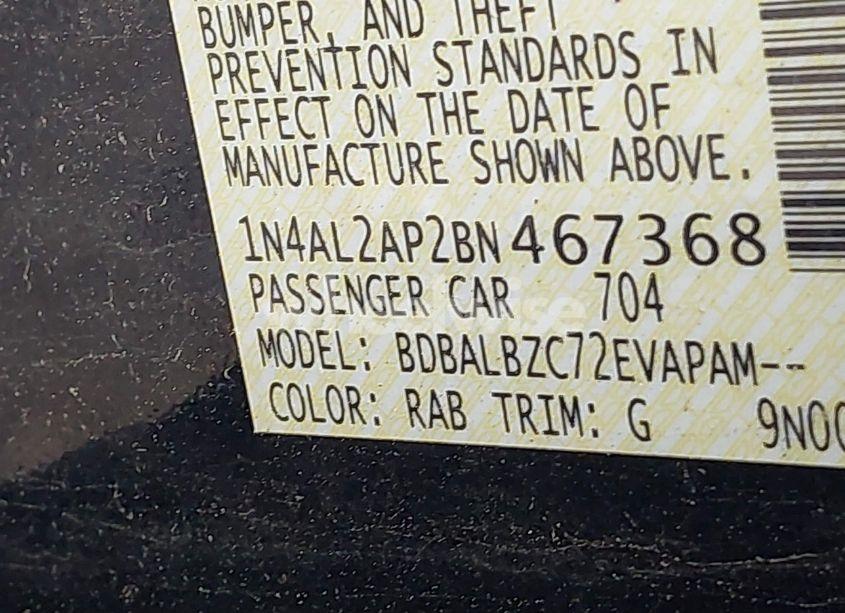 BUMPER, AND THEFT
PREVENTION STANDARDS IN
EFFECT ON THE DATE OF
MANUFACTURE SHOWN ABOVE.
1N4AL2AP2BN467368
PASSENGER CAR 704
MODEL: BDBALBZC72EVAPAM--
COLOR: RAB TRIM: G 9N00